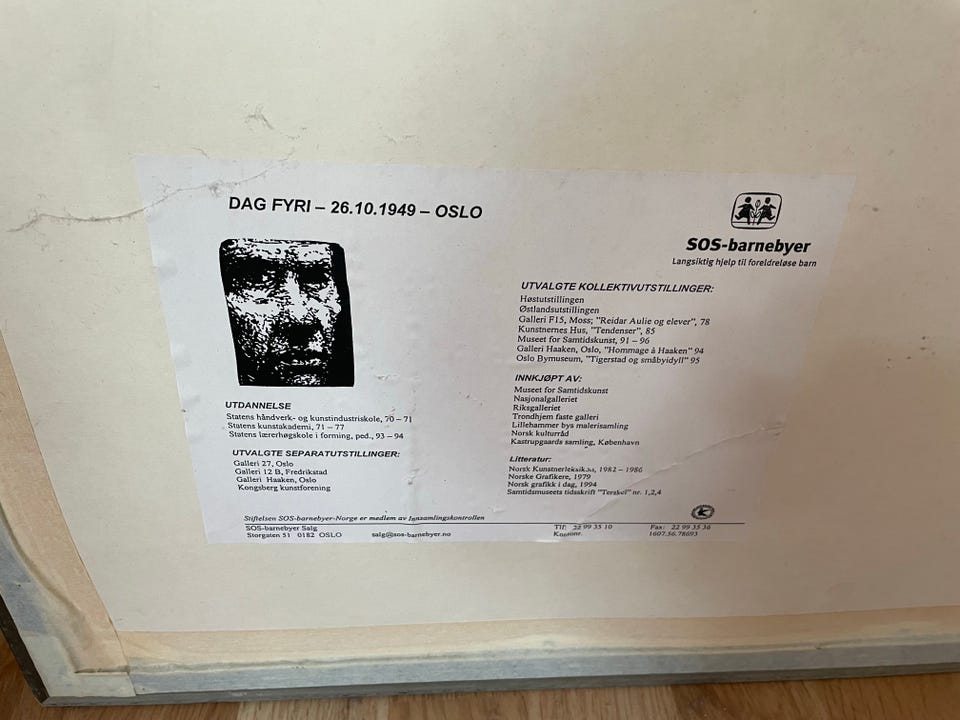 DAG FYRI – 26.10.1949 – OSLO
SOS-barnebyer
Langsiktig hjelp til foreldreløse barn
UTDANNELSE
Statens håndverk- og kunstindustriskole, 70 – 71
Statens kunstakademi, 71 – 77
Statens lærerhøgskole i forming, ped., 93 – 94
UTVALGTE SEPARATUTSTILLINGER:
Galleri 27, Oslo
Galleri 12 B, Fredrikstad
Galleri Haaken, Oslo
Kongsberg kunstforening
UTVALGTE KOLLEKTIVUTSTILLINGER:
Høstutstillingen
Østlandsutstillingen
Galleri F15, Moss; "Reidar Aulie og elever", 78
Kunstnernes Hus, "Tendenser", 85
Museet for Samtidskunst, 91 – 96
Galleri Haaken, Oslo, "Hommage à Haaken" 94
Oslo Bymuseum, "Tigerstad og småbyidyll" 95
INNKJØPT AV:
Museet for Samtidskunst
Nasjonalgalleriet
Riksgalleriet
Trondhjem faste galleri
Lillehammer bys malerisamling
Norsk kulturråd
Kastrupgaards samling, København
Litteratur:
Norsk Kunstnerleksikon, 1982 – 1986
Norske Grafikere, 1979
Norsk grafikk i dag, 1994
Samtidsmuseets tidsskrift "Terskel" nr. 1,2,4
Stiftelsen SOS-barnebyer-Norge er medlem av Innsamlingskontrollen
SOS-barnebyer Salg Tlf: 22 99 35 10 Fax: 22 99 35 36
Storgaten 51 0182 OSLO salg@sos-barnebyer.no Kontonr. 1607.56.78693